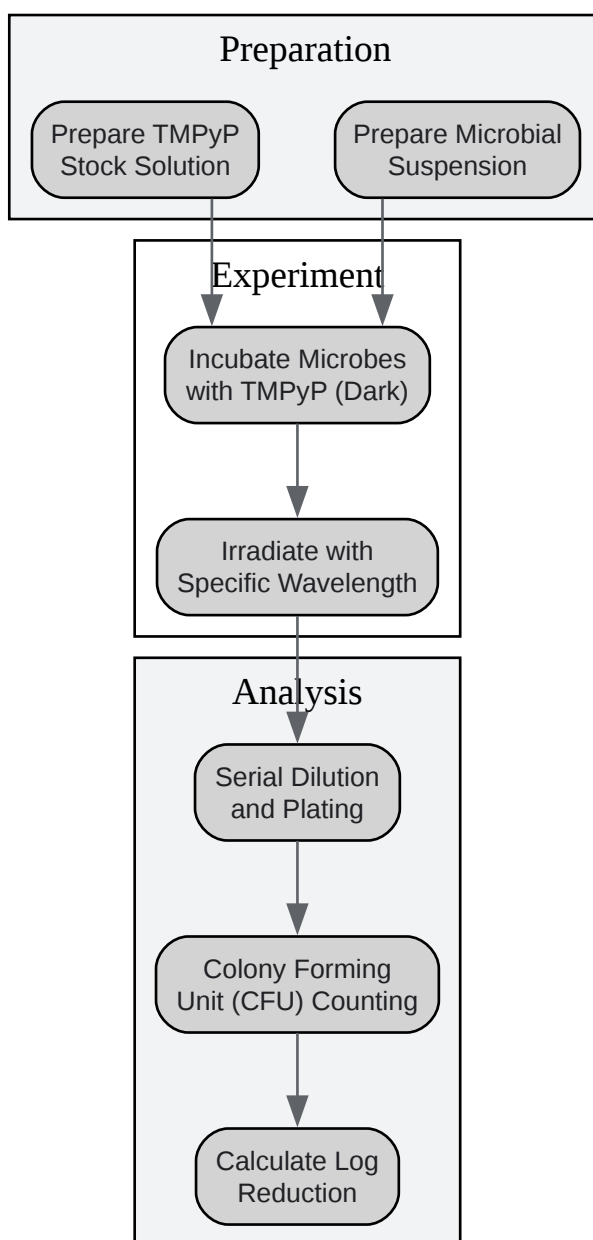 Preparation
Prepare TMPyP
Stock Solution
Prepare Microbial
Suspension
Experiment
Incubate Microbes
with TMPyP (Dark)
Irradiate with
Specific Wavelength
Analysis
Serial Dilution
and Plating
Colony Forming
Unit (CFU) Counting
Calculate Log
Reduction